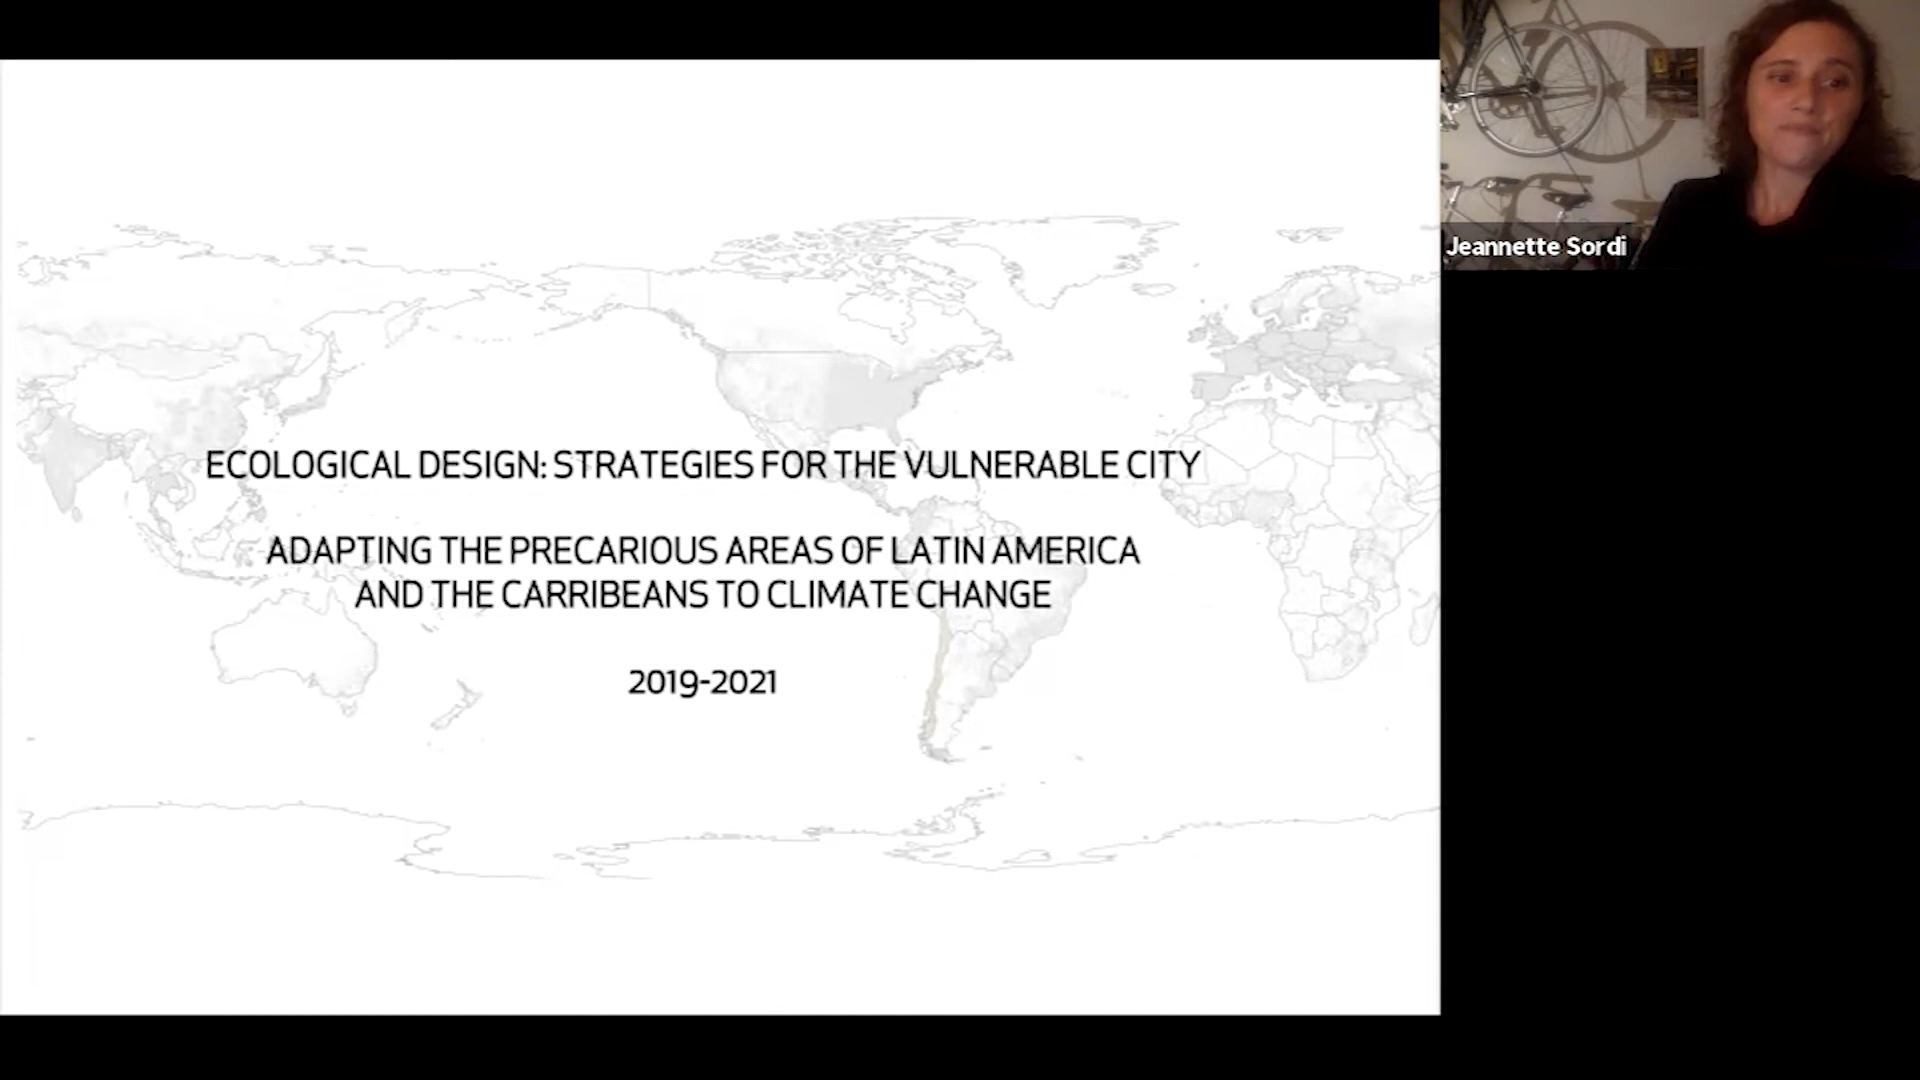 ECOLOGICAL DESIGN: STRATEGIES FOR THE VULNERABLE CITY
ADAPTING THE PRECARIOUS AREAS OF LATIN AMERICA
AND THE CARRIBEANS TO CLIMATE CHANGE
2019-2021
Jeannette Sordi